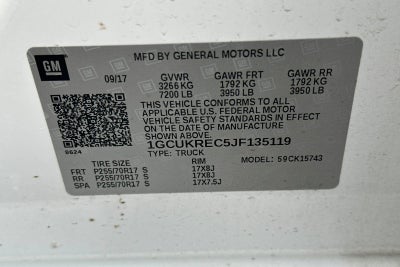 GM
MFD BY GENERAL MOTORS LLC
09/17 GVWR GAWR FRT GAWR RR
3266 KG 1792 KG 1792 KG
7200 LB 3950 LB 3950 LB
THIS VEHICLE CONFORMS TO ALL
APPLICABLE U.S. FEDERAL MOTOR
VEHICLE SAFETY STANDARDS IN EFFECT
ON THE DATE OF MANUFACTURE
SHOWN ABOVE.
1GCUKREC5JF135119
8624 TYPE: TRUCK
TIRE SIZE RIM MODEL: 59CK15743
FRT P255/70R17 S 17X8J
RR P255/70R17 S 17X8J
SPA P255/70R17 S 17X7.5J